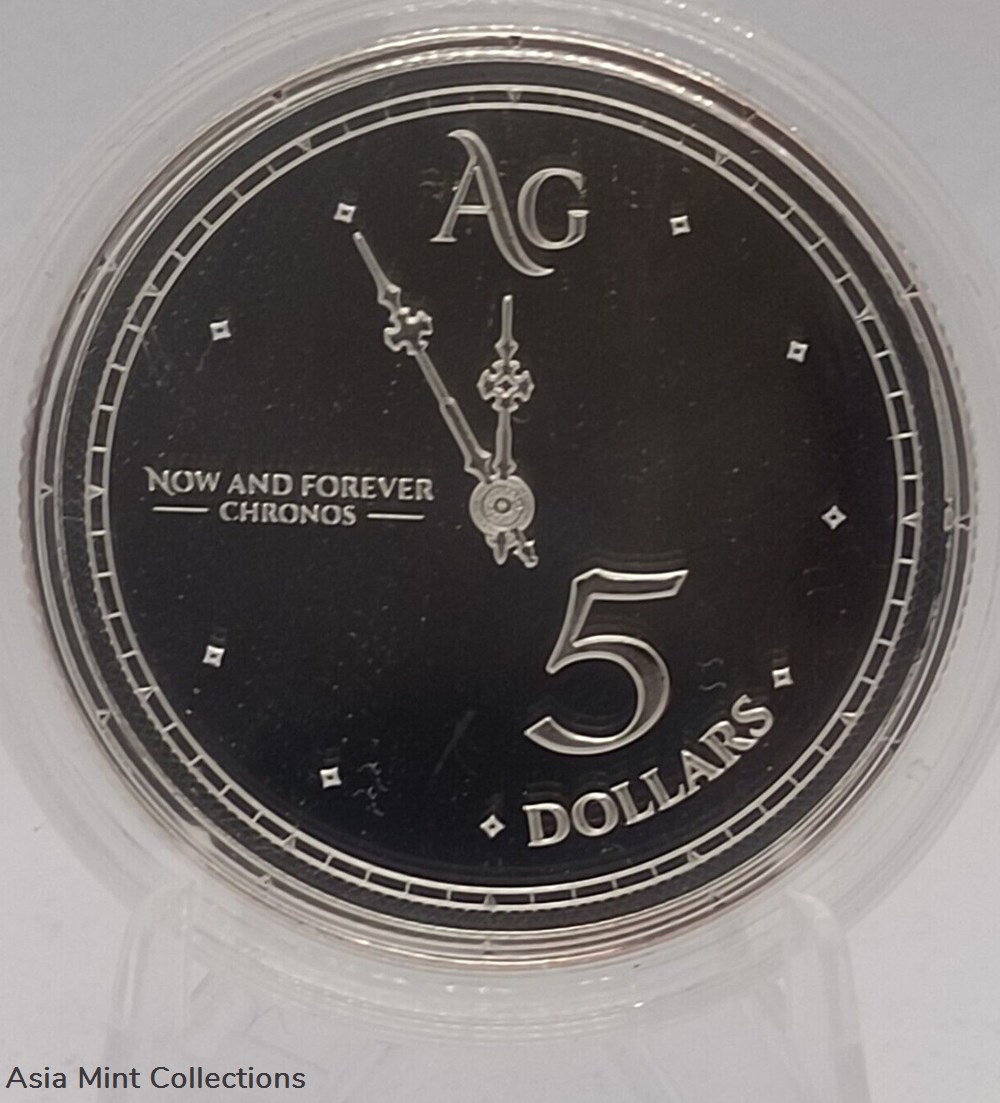 AG
NOW AND FOREVER
CHRONOS
5
DOLLARS
Asia Mint Collections